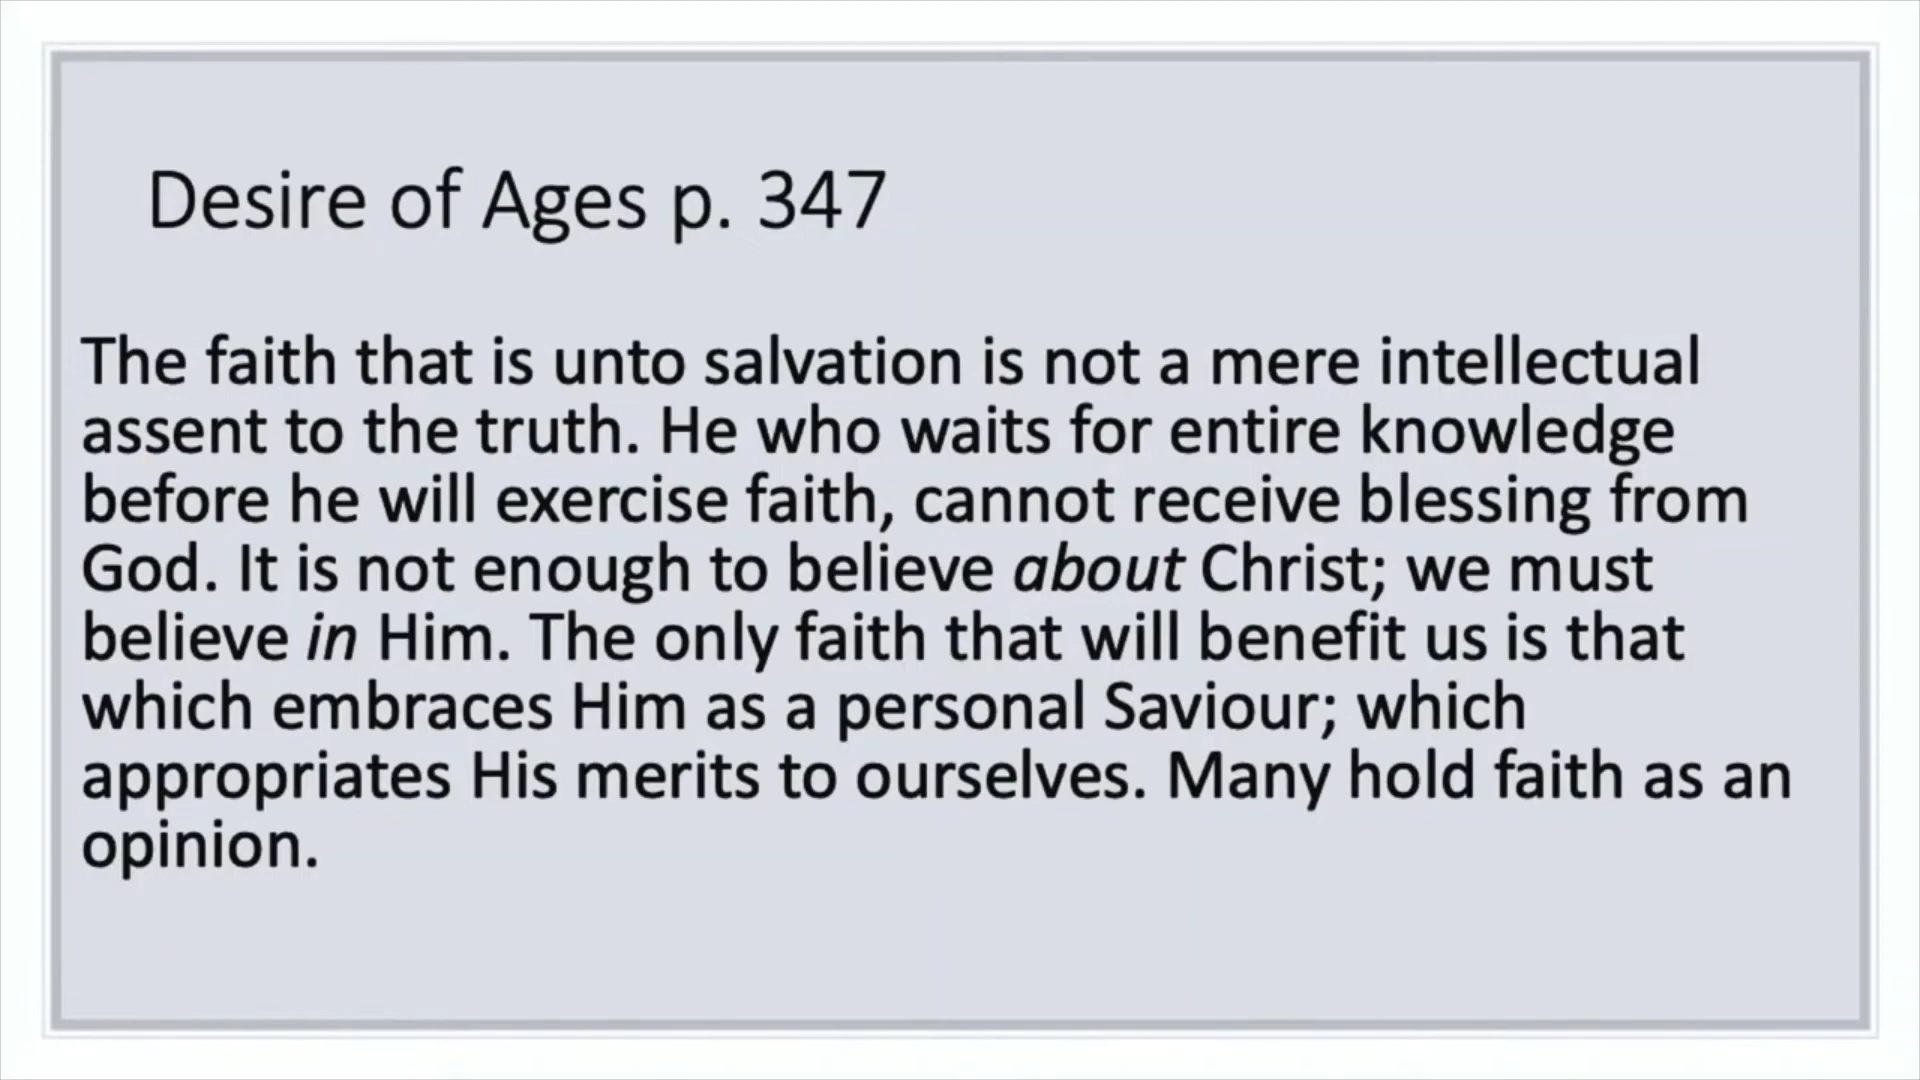 Desire of Ages p. 347
The faith that is unto salvation is not a mere intellectual
assent to the truth. He who waits for entire knowledge
before he will exercise faith, cannot receive blessing from
God. It is not enough to believe about Christ; we must
believe in Him. The only faith that will benefit us is that
which embraces Him as a personal Saviour; which
appropriates His merits to ourselves. Many hold faith as an
opinion.